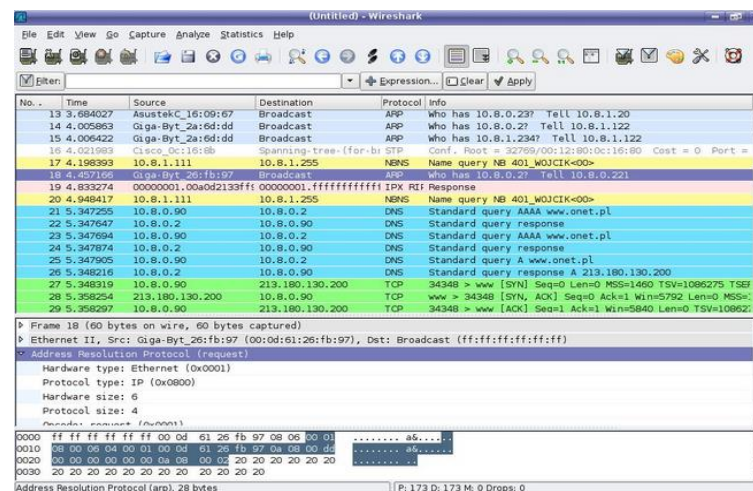 (Untitled) - Wireshark
File Edit View Go Capture Analyze Statistics Help
Filter: Expression... Clear Apply
No. . Time Source Destination Protocol Info
13 3.684027 AsustekC_16:09:67 Broadcast ARP Who has 10.8.0.23? Tell 10.8.1.20
14 4.005863 Giga-Byt_2a:6d:dd Broadcast ARP Who has 10.8.0.2? Tell 10.8.1.122
15 4.006422 Giga-Byt_2a:6d:dd Broadcast ARP Who has 10.8.1.234? Tell 10.8.1.122
16 4.021983 Cisco_0c:16:8b Spanning-tree-(for-b: STP Conf. Root = 32769/00:12:80:0c:16:80 Cost = 0 Port =
17 4.198393 10.8.1.111 10.8.1.255 NBNS Name query NB 401_WOJCIK<00>
18 4.457166 Giga-Byt_26:fb:97 Broadcast ARP Who has 10.8.0.2? Tell 10.8.0.221
19 4.833274 00000001.00a0d2133ff 00000001.ffffffffffff IPX RIF Response
20 4.948417 10.8.1.111 10.8.1.255 NBNS Name query NB 401_WOJCIK<00>
21 5.347255 10.8.0.90 10.8.0.2 DNS Standard query AAAA www.onet.pl
22 5.347647 10.8.0.2 10.8.0.90 DNS Standard query response
23 5.347694 10.8.0.90 10.8.0.2 DNS Standard query AAAA www.onet.pl
24 5.347874 10.8.0.2 10.8.0.90 DNS Standard query response
25 5.347905 10.8.0.90 10.8.0.2 DNS Standard query A www.onet.pl
26 5.348216 10.8.0.2 10.8.0.90 DNS Standard query response A 213.180.130.200
27 5.348319 10.8.0.90 213.180.130.200 TCP 34348 > www [SYN] Seq=0 Len=0 MSS=1460 TSV=1086275 TSEF
28 5.358254 213.180.130.200 10.8.0.90 TCP www > 34348 [SYN, ACK] Seq=0 Ack=1 Win=5792 Len=0 MSS=
29 5.358297 10.8.0.90 213.180.130.200 TCP 34348 > www [ACK] Seq=1 Ack=1 Win=5840 Len=0 TSV=10862
Frame 18 (60 bytes on wire, 60 bytes captured)
Ethernet II, Src: Giga-Byt_26:fb:97 (00:0d:61:26:fb:97), Dst: Broadcast (ff:ff:ff:ff:ff:ff)
Address Resolution Protocol (request)
Hardware type: Ethernet (0x0001)
Protocol type: IP (0x0800)
Hardware size: 6
Protocol size: 4
Opcode: request (0x0001)
0000 ff ff ff ff ff ff 00 0d 61 26 fb 97 08 06 00 01 ........ a&......
0010 08 00 06 04 00 01 00 0d 61 26 fb 97 0a 08 00 dd ........ a&......
0020 00 00 00 00 00 00 0a 08 00 02 20 20 20 20 20 20 ........ ..
0030 20 20 20 20 20 20 20 20 20 20 20 20
Address Resolution Protocol (arp), 28 bytes P: 173 D: 173 M: 0 Drops: 0